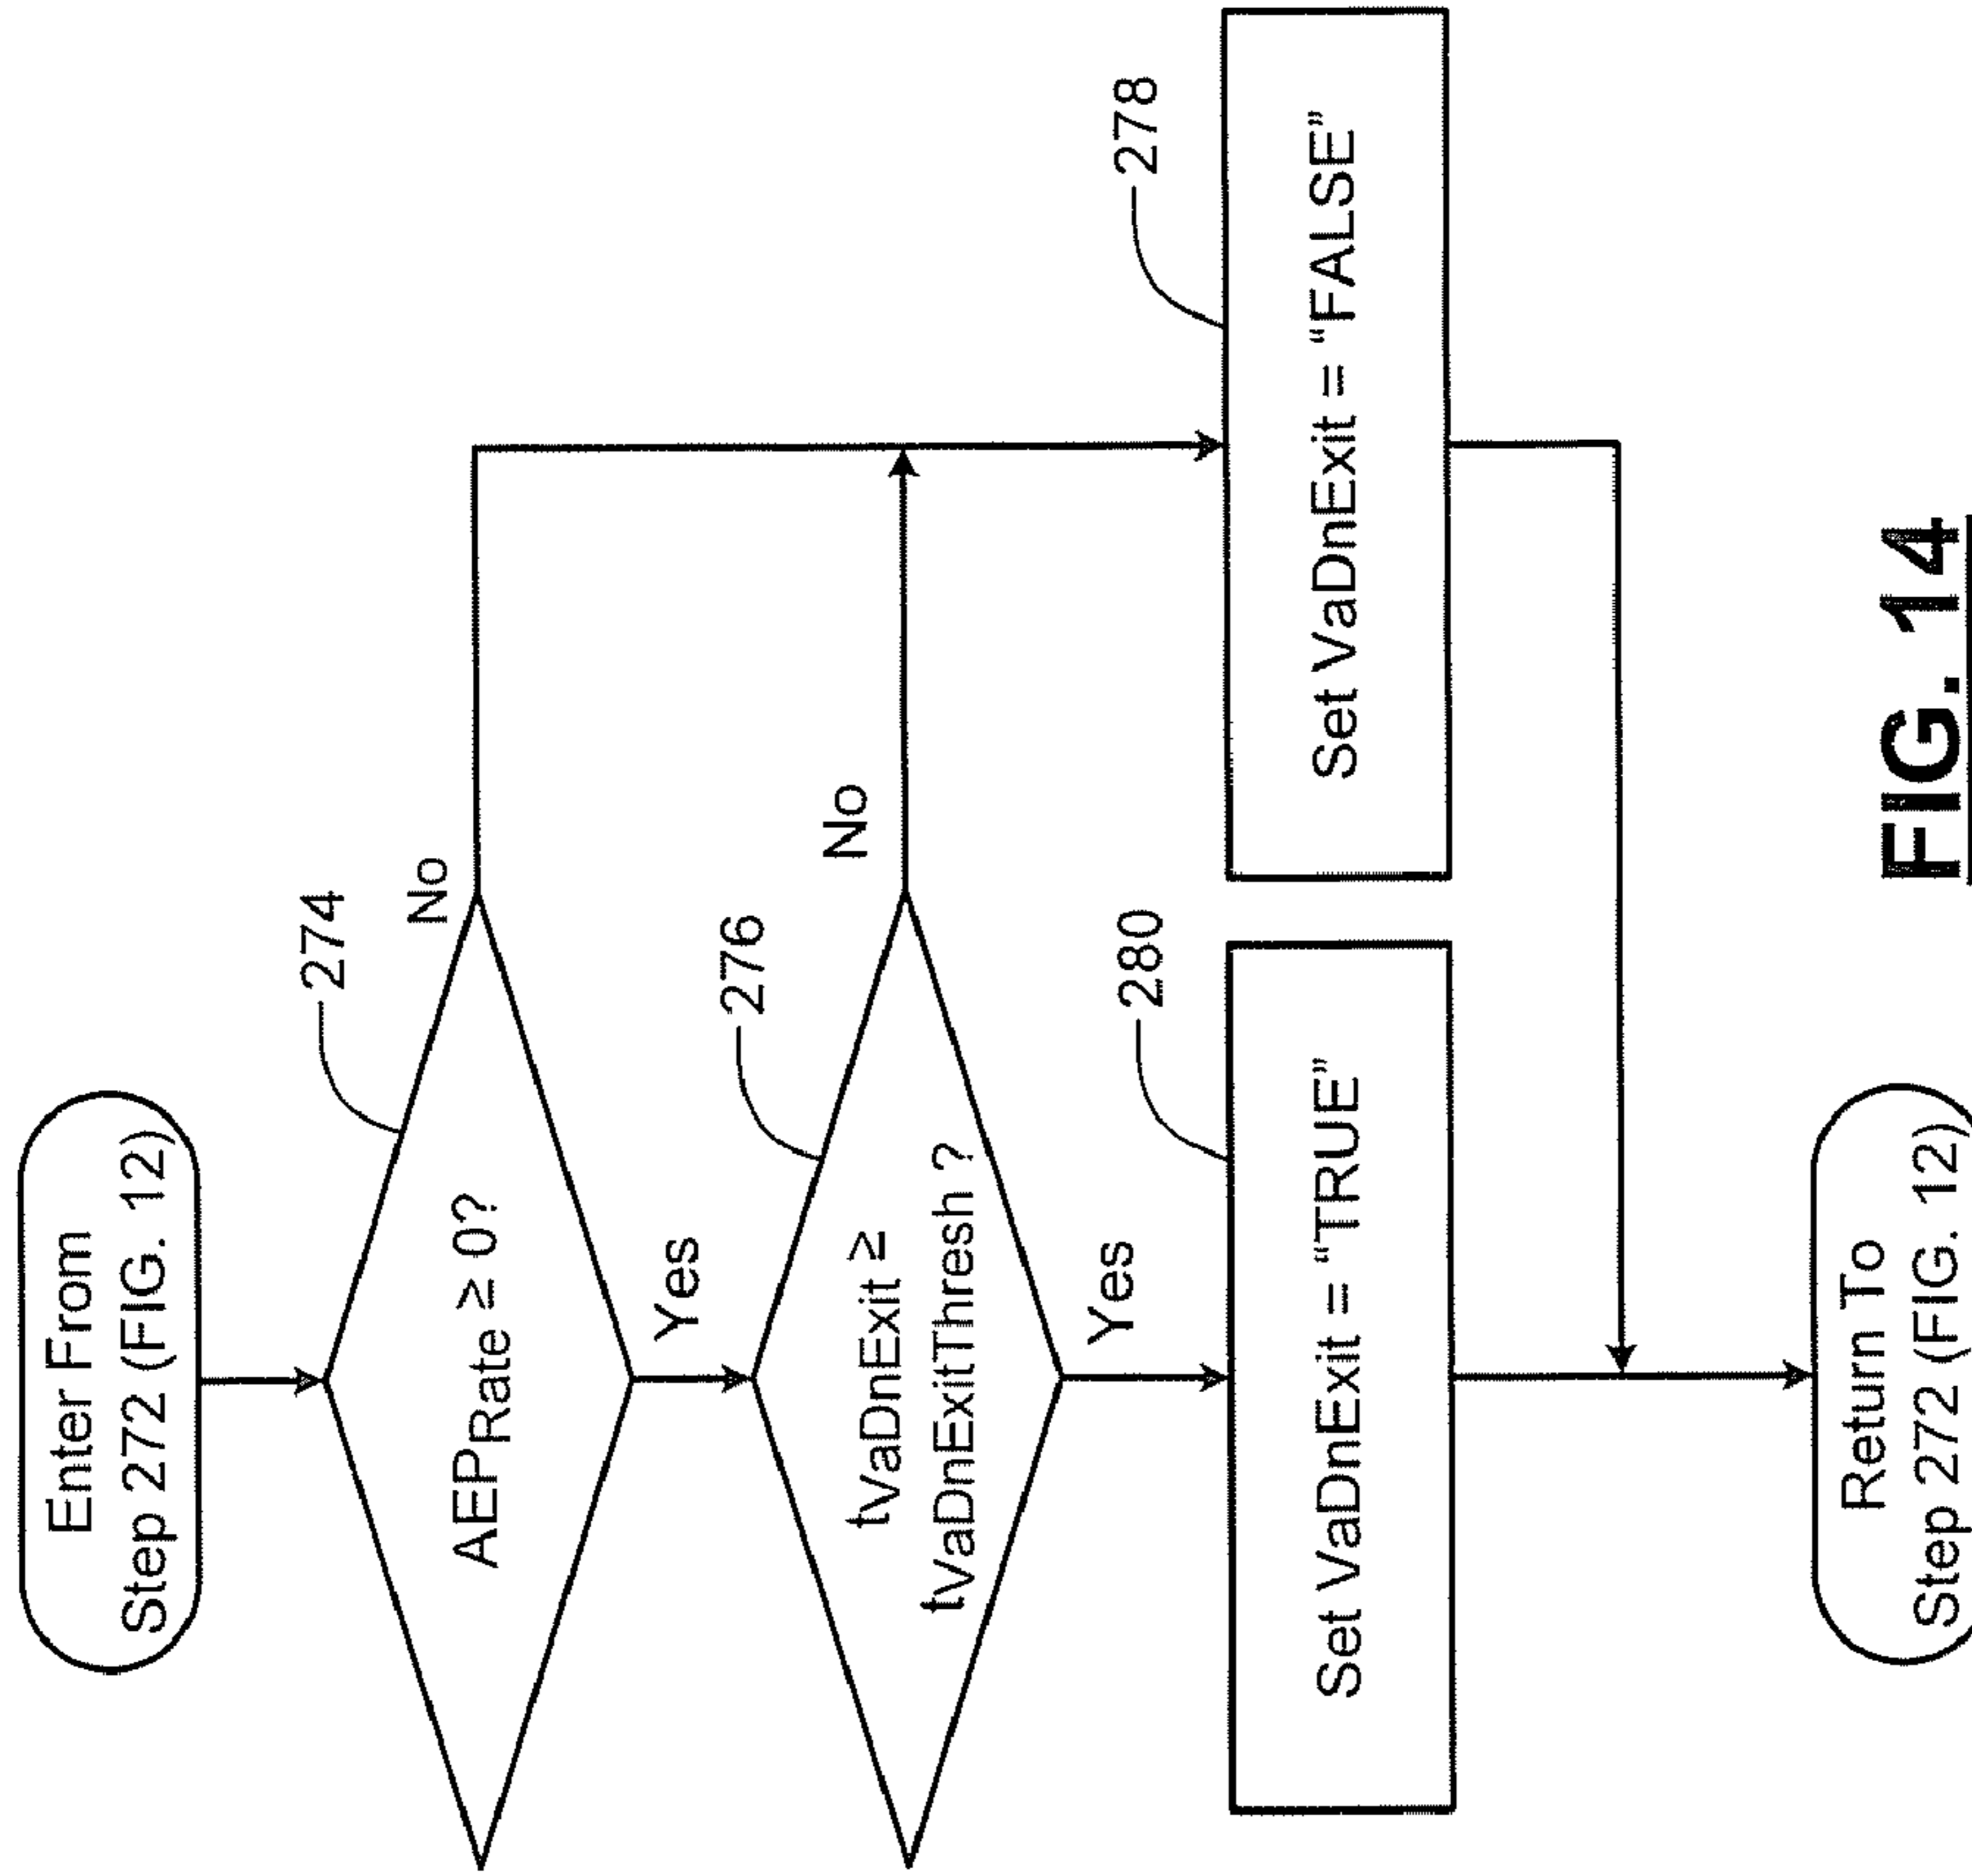 Enter From
Step 272 (FIG. 12)
274
AEPRate ≥ 0?
No
Yes
276
tVaDnExit ≥
tVaDnExitThresh ?
No
Yes
280
Set VaDnExit = “TRUE”
278
Set VaDnExit = “FALSE”
Return To
Step 272 (FIG. 12)
FIG. 14